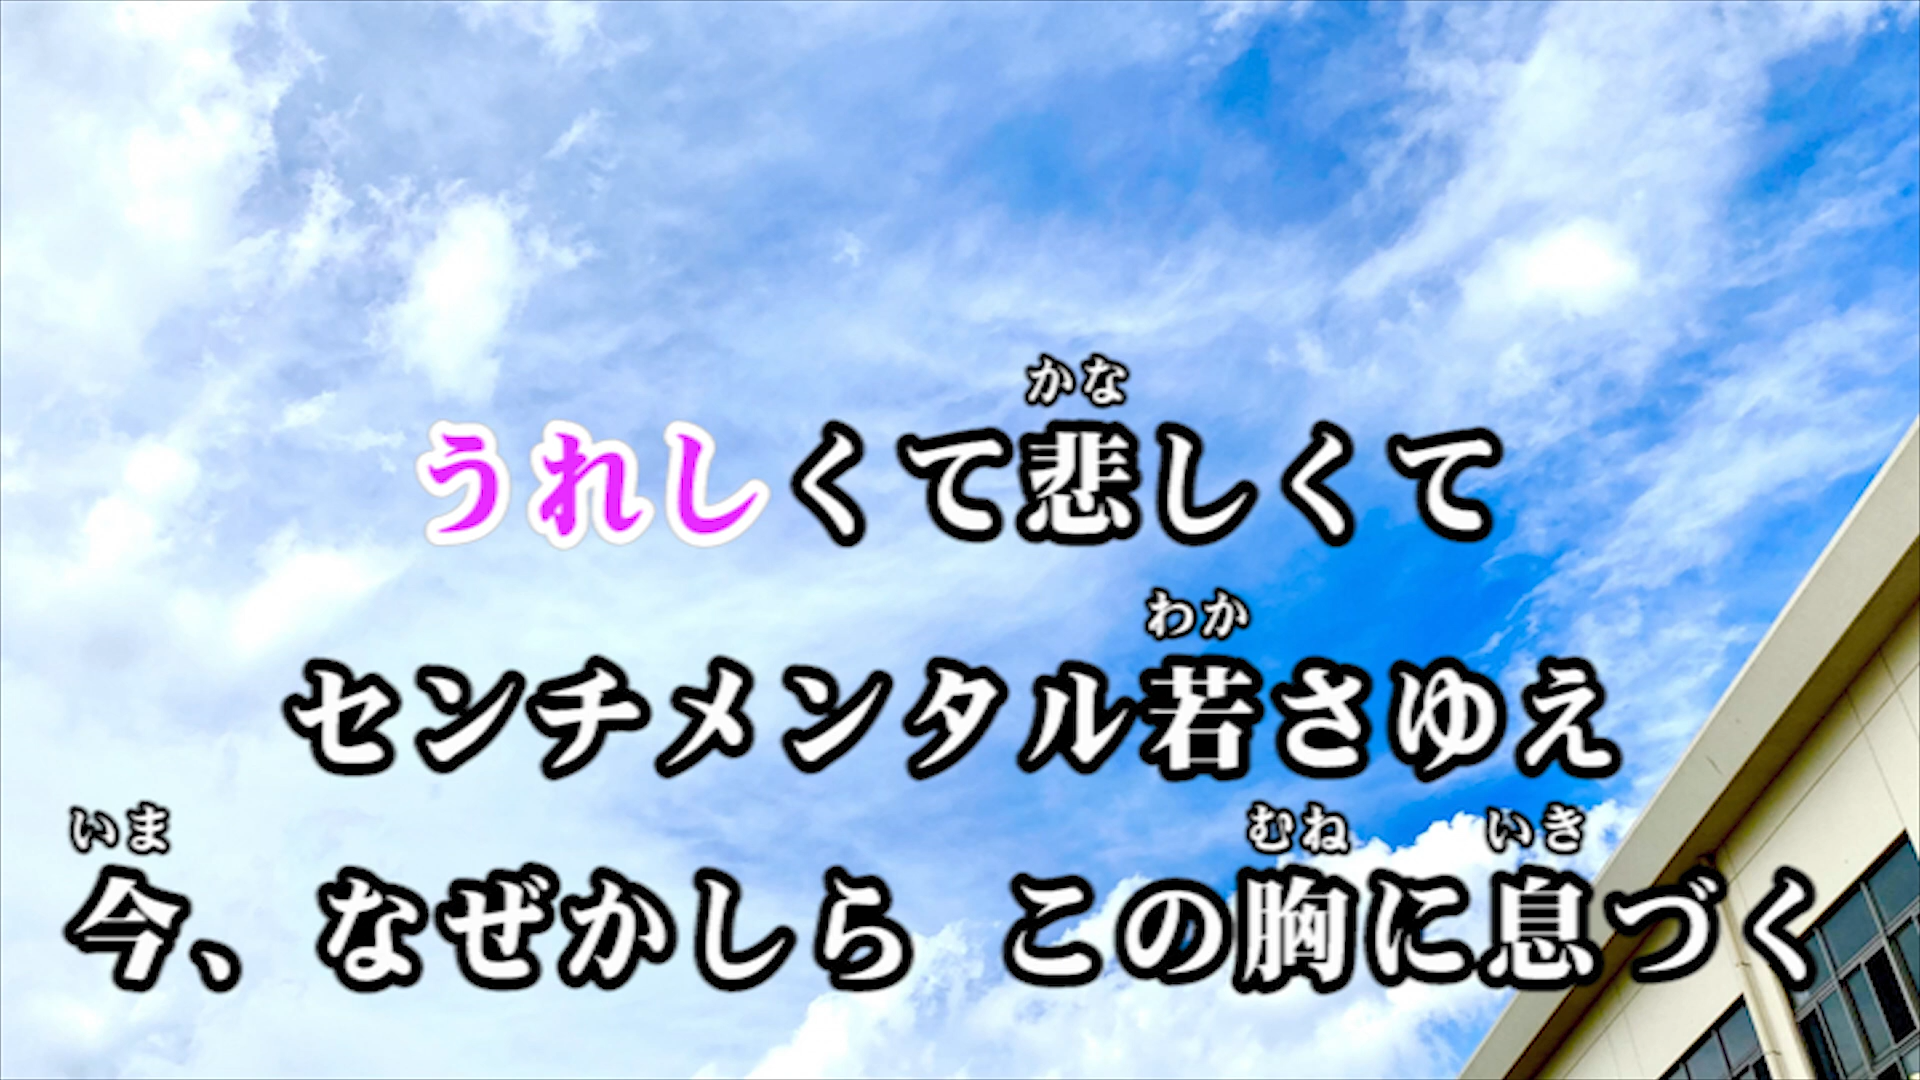 かな
うれしくて悲しくて
わか
センチメンタル若さゆえ
いま むね いき
今、なぜかしら この胸に息づく